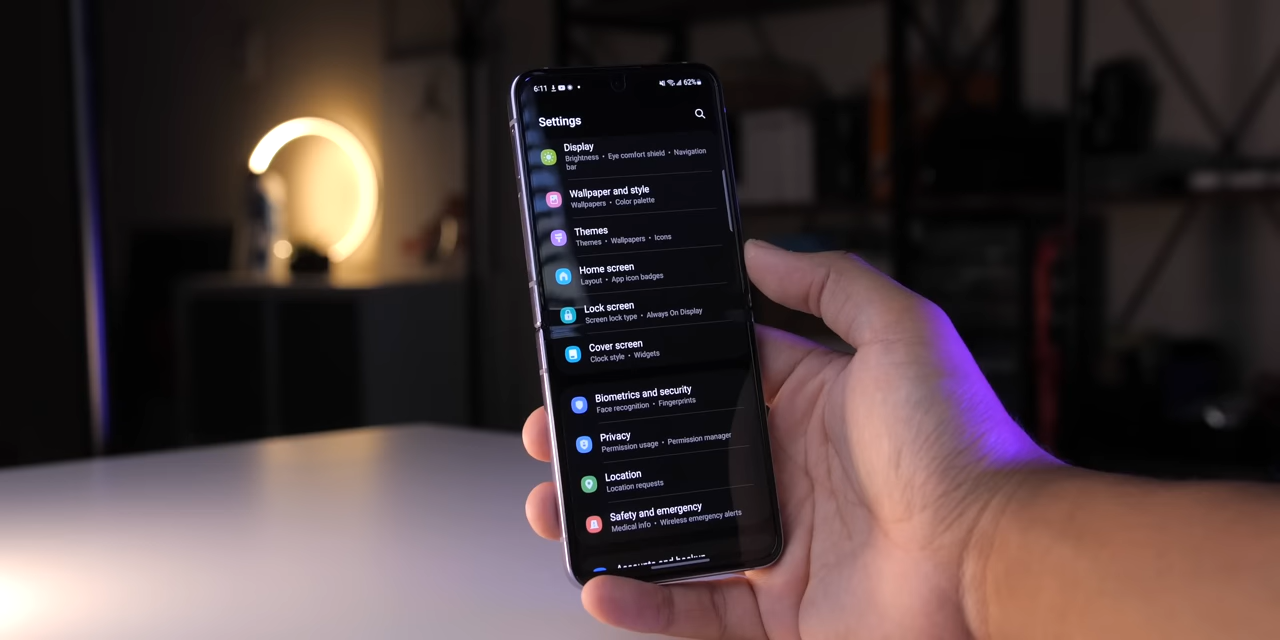 6:11
62%
Settings
Display
Brightness • Eye comfort shield • Navigation
bar
Wallpaper and style
Wallpapers • Color palette
Themes
Themes • Wallpapers • Icons
Home screen
Layout • App icon badges
Lock screen
Screen lock type • Always On Display
Cover screen
Clock style • Widgets
Biometrics and security
Face recognition • Fingerprints
Privacy
Permission usage • Permission manager
Location
Location requests
Safety and emergency
Medical info • Wireless emergency alerts
Accounts and backup